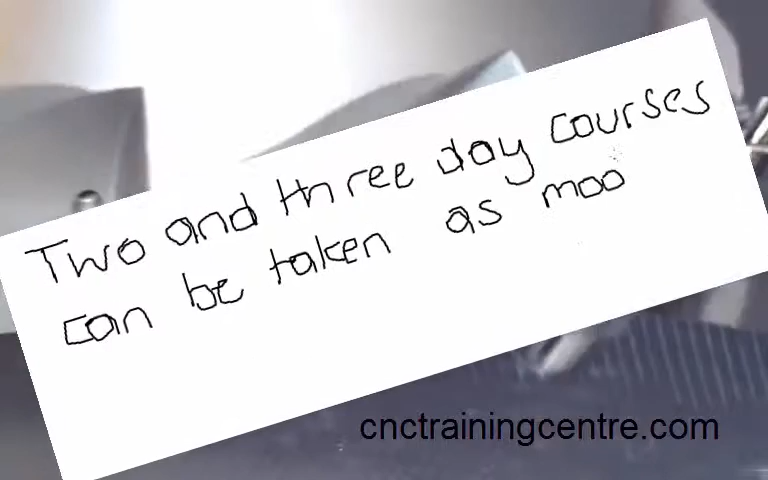 Two and three day courses
can be taken as moo
cnctrainingcentre.com